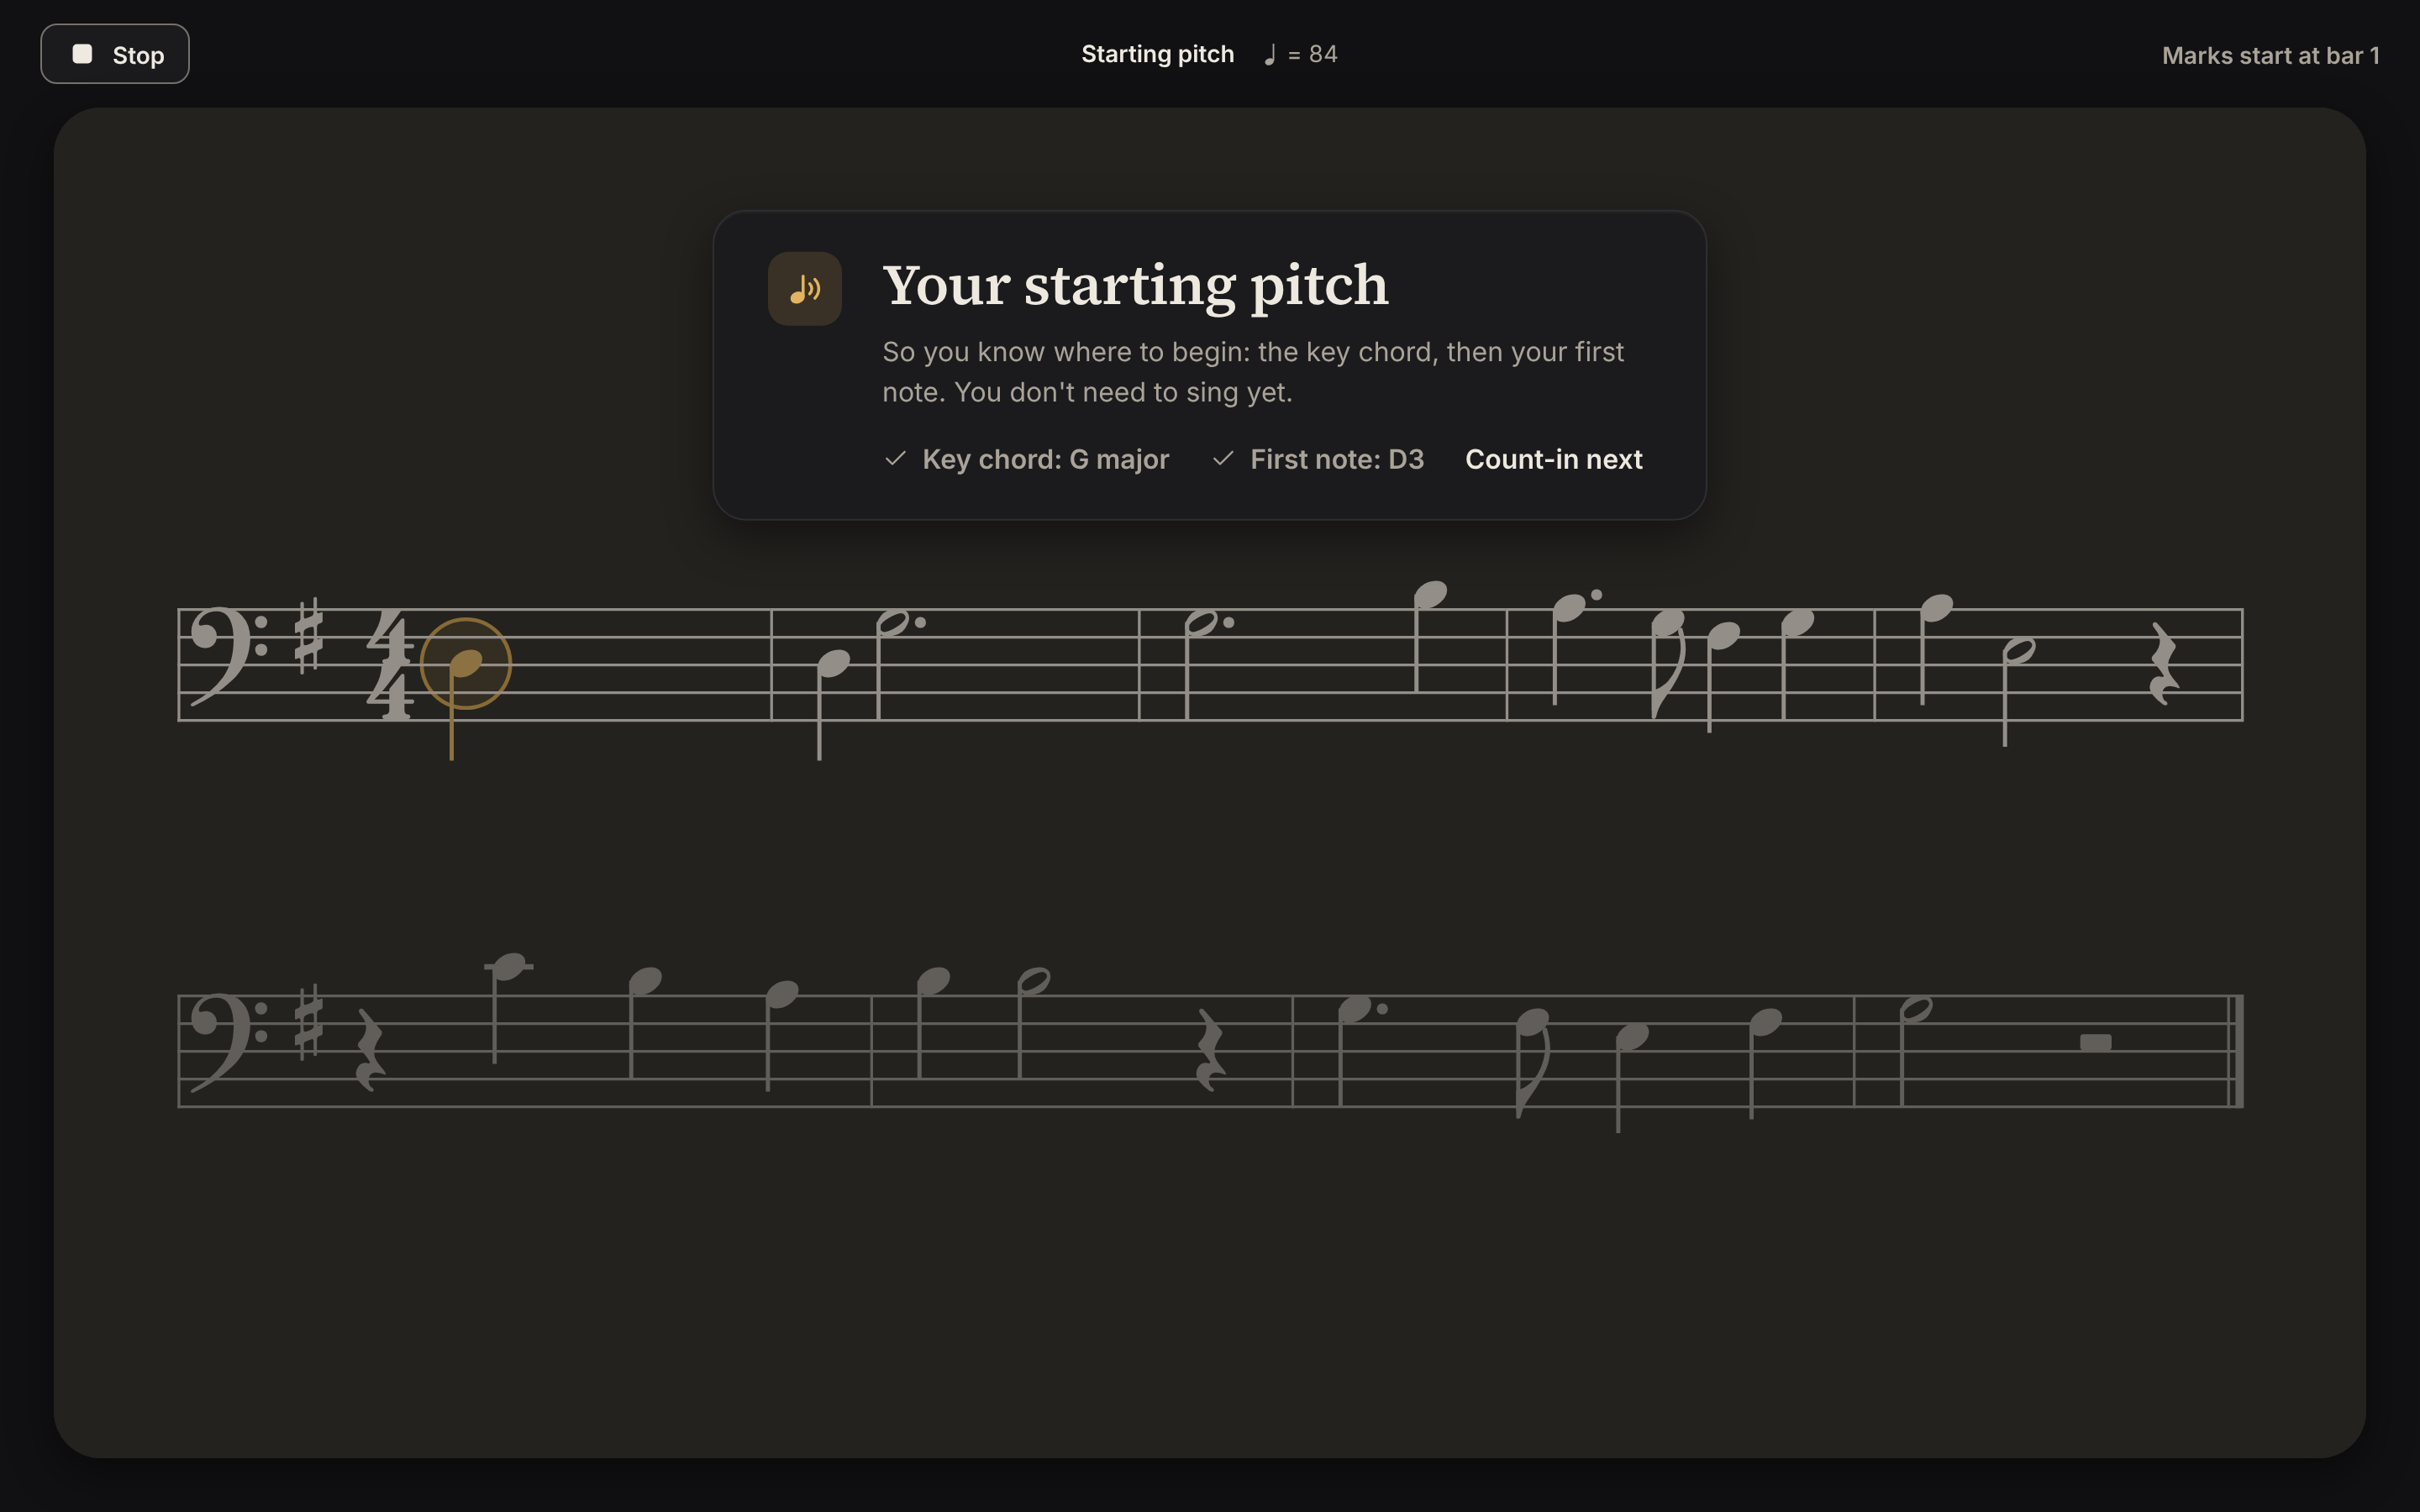 Stop
Starting pitch ♩ = 84
Marks start at bar 1
Your starting pitch
So you know where to begin: the key chord, then your first
note. You don't need to sing yet.
✓ Key chord: G major ✓ First note: D3 Count-in next
4
4